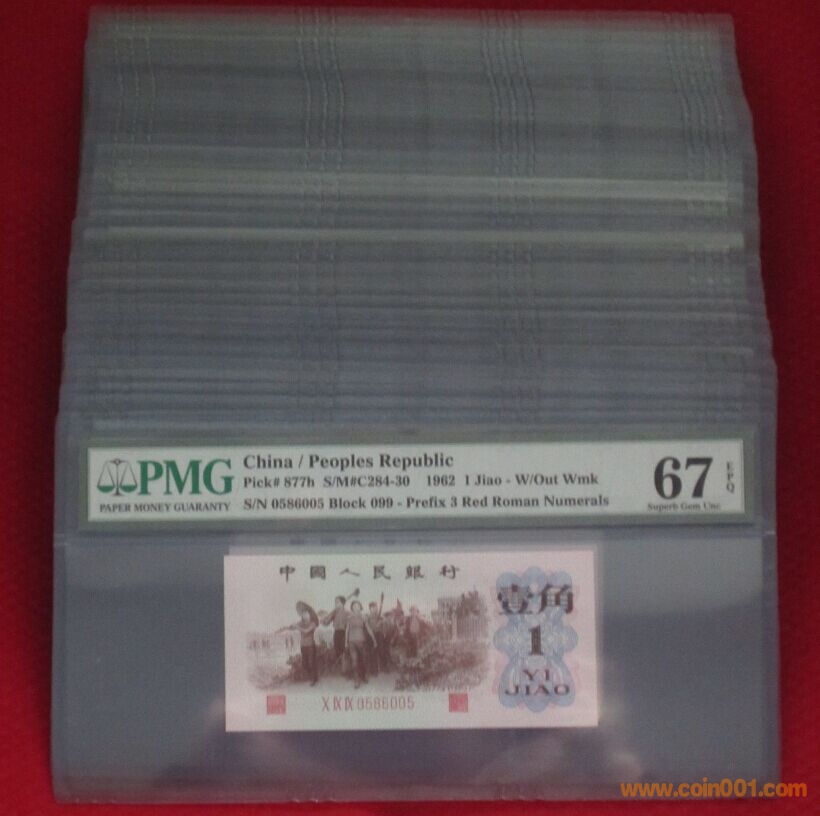 PMG
PAPER MONEY GUARANTY
China / Peoples Republic
Pick# 877h S/M#C284-30 1962 1 Jiao - W/Out Wmk
S/N 0586005 Block 099 - Prefix 3 Red Roman Numerals
67
EPQ
Superb Gem Unc
中國人民銀行
壹角
1
YI
JIAO
X IX IX 0586005
www.coin001.com